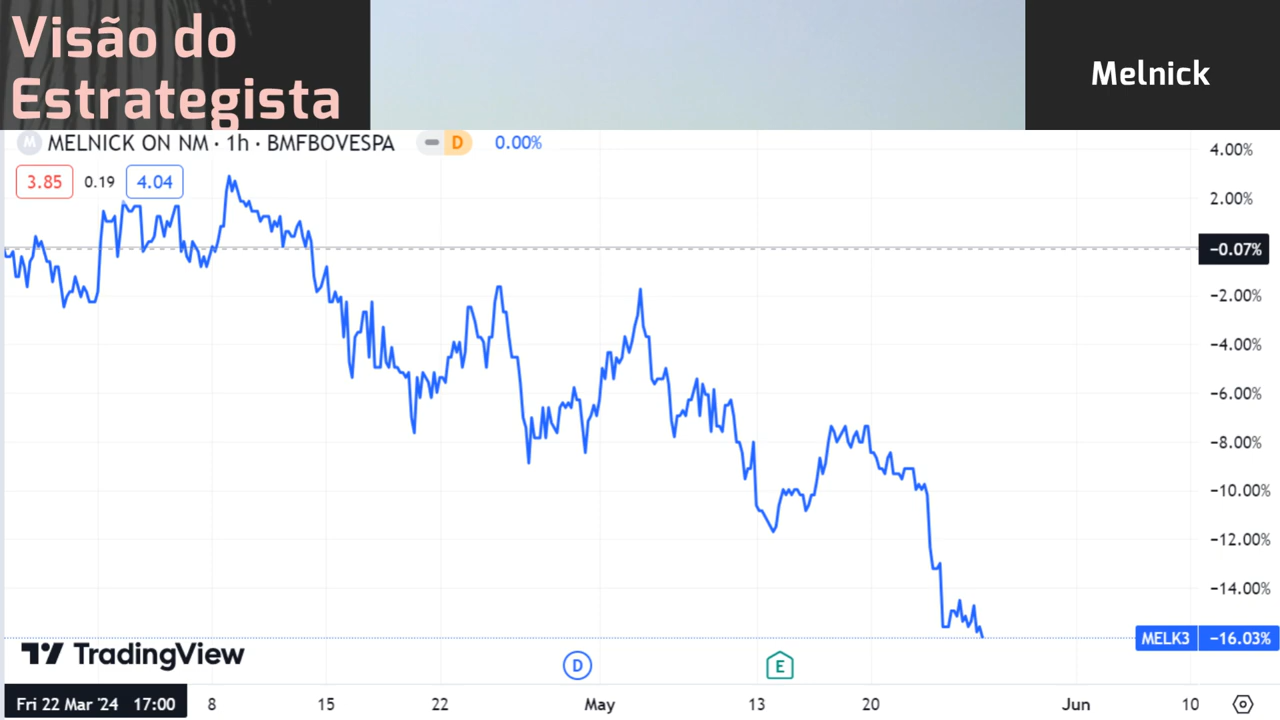 Visão do
Estrategista
Melnick
M MELNICK ON NM · 1h · BMFBOVESPA D 0.00%
3.85 0.19 4.04
4.00%
2.00%
−0.07%
−2.00%
−4.00%
−6.00%
−8.00%
−10.00%
−12.00%
−14.00%
MELK3 −16.03%
TradingView
D E
Fri 22 Mar '24 17:00 8 15 22 May 13 20 Jun 10